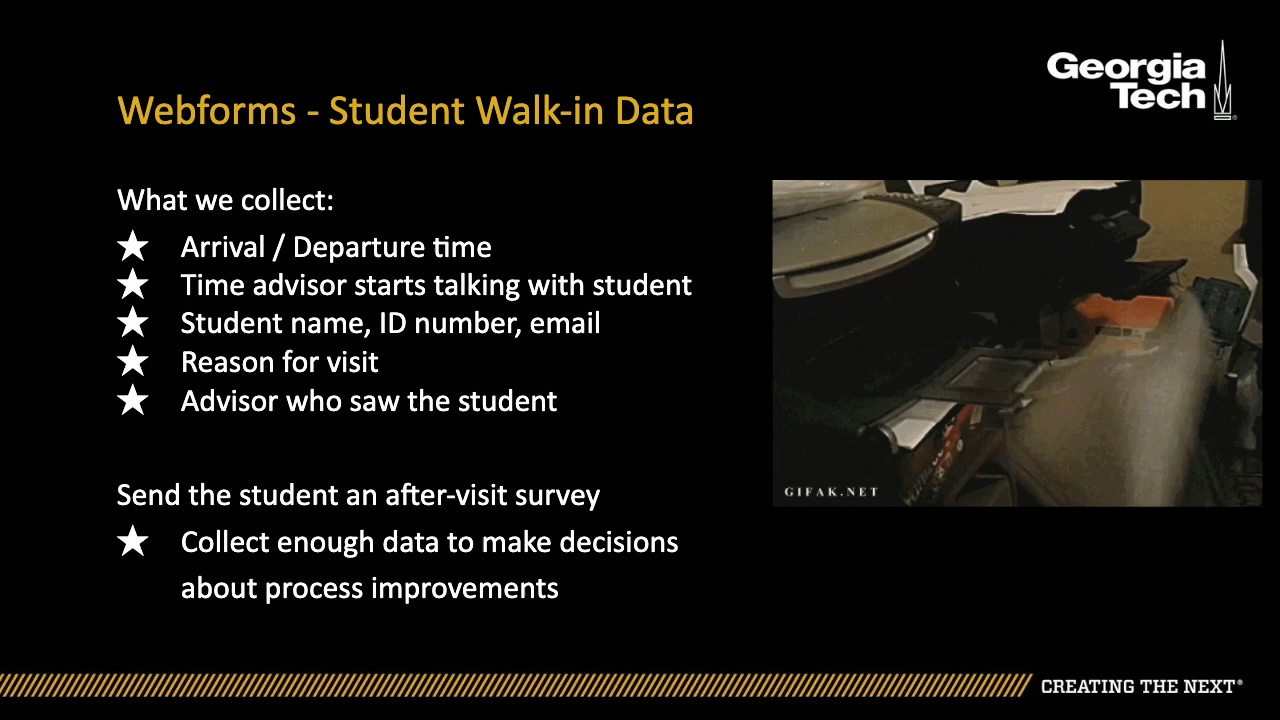 Georgia
Tech
Webforms - Student Walk-in Data
What we collect:
★ Arrival / Departure time
★ Time advisor starts talking with student
★ Student name, ID number, email
★ Reason for visit
★ Advisor who saw the student
GIFAK.NET
Send the student an after-visit survey
★ Collect enough data to make decisions
about process improvements
CREATING THE NEXT®